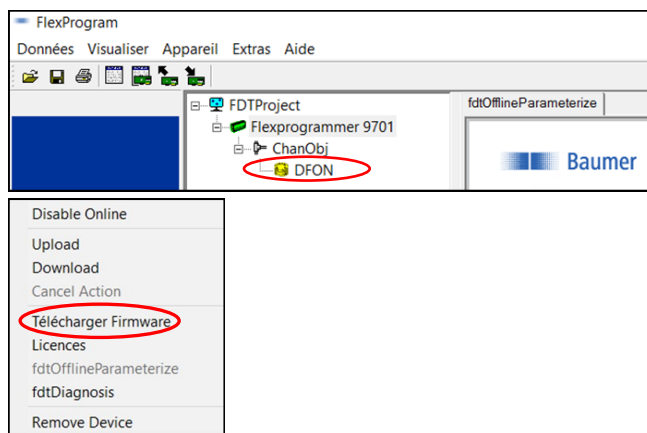 FlexProgram
Données Visualiser Appareil Extras Aide
FDTProject
Flexprogrammer 9701
ChanObj
DFON
fdtOfflineParameterize
Baumer
Disable Online
Upload
Download
Cancel Action
Télécharger Firmware
Licences
fdtOfflineParameterize
fdtDiagnosis
Remove Device